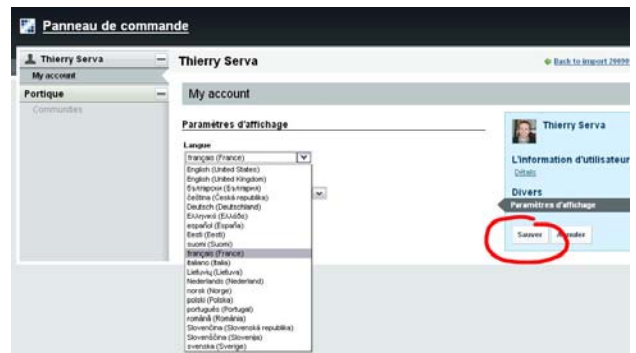 Panneau de commande
Thierry Serva
My account
Portique
Communities
Thierry Serva
Back to import
My account
Paramètres d'affichage
Langue
français (France)
English (United States)
English (United Kingdom)
български (България)
čeština (Česká republika)
Deutsch (Deutschland)
Ελληνικά (Ελλάδα)
español (España)
Eesti (Eesti)
suomi (Suomi)
français (France)
italiano (Italia)
Lietuvių (Lietuva)
Nederlands (Nederland)
norsk (Norge)
polski (Polska)
português (Portugal)
română (România)
Slovenčina (Slovenská republika)
Slovenščina (Slovenija)
svenska (Sverige)
Thierry Serva
L'information d'utilisateur
Détails
Divers
Paramètres d'affichage
Sauver
Annuler